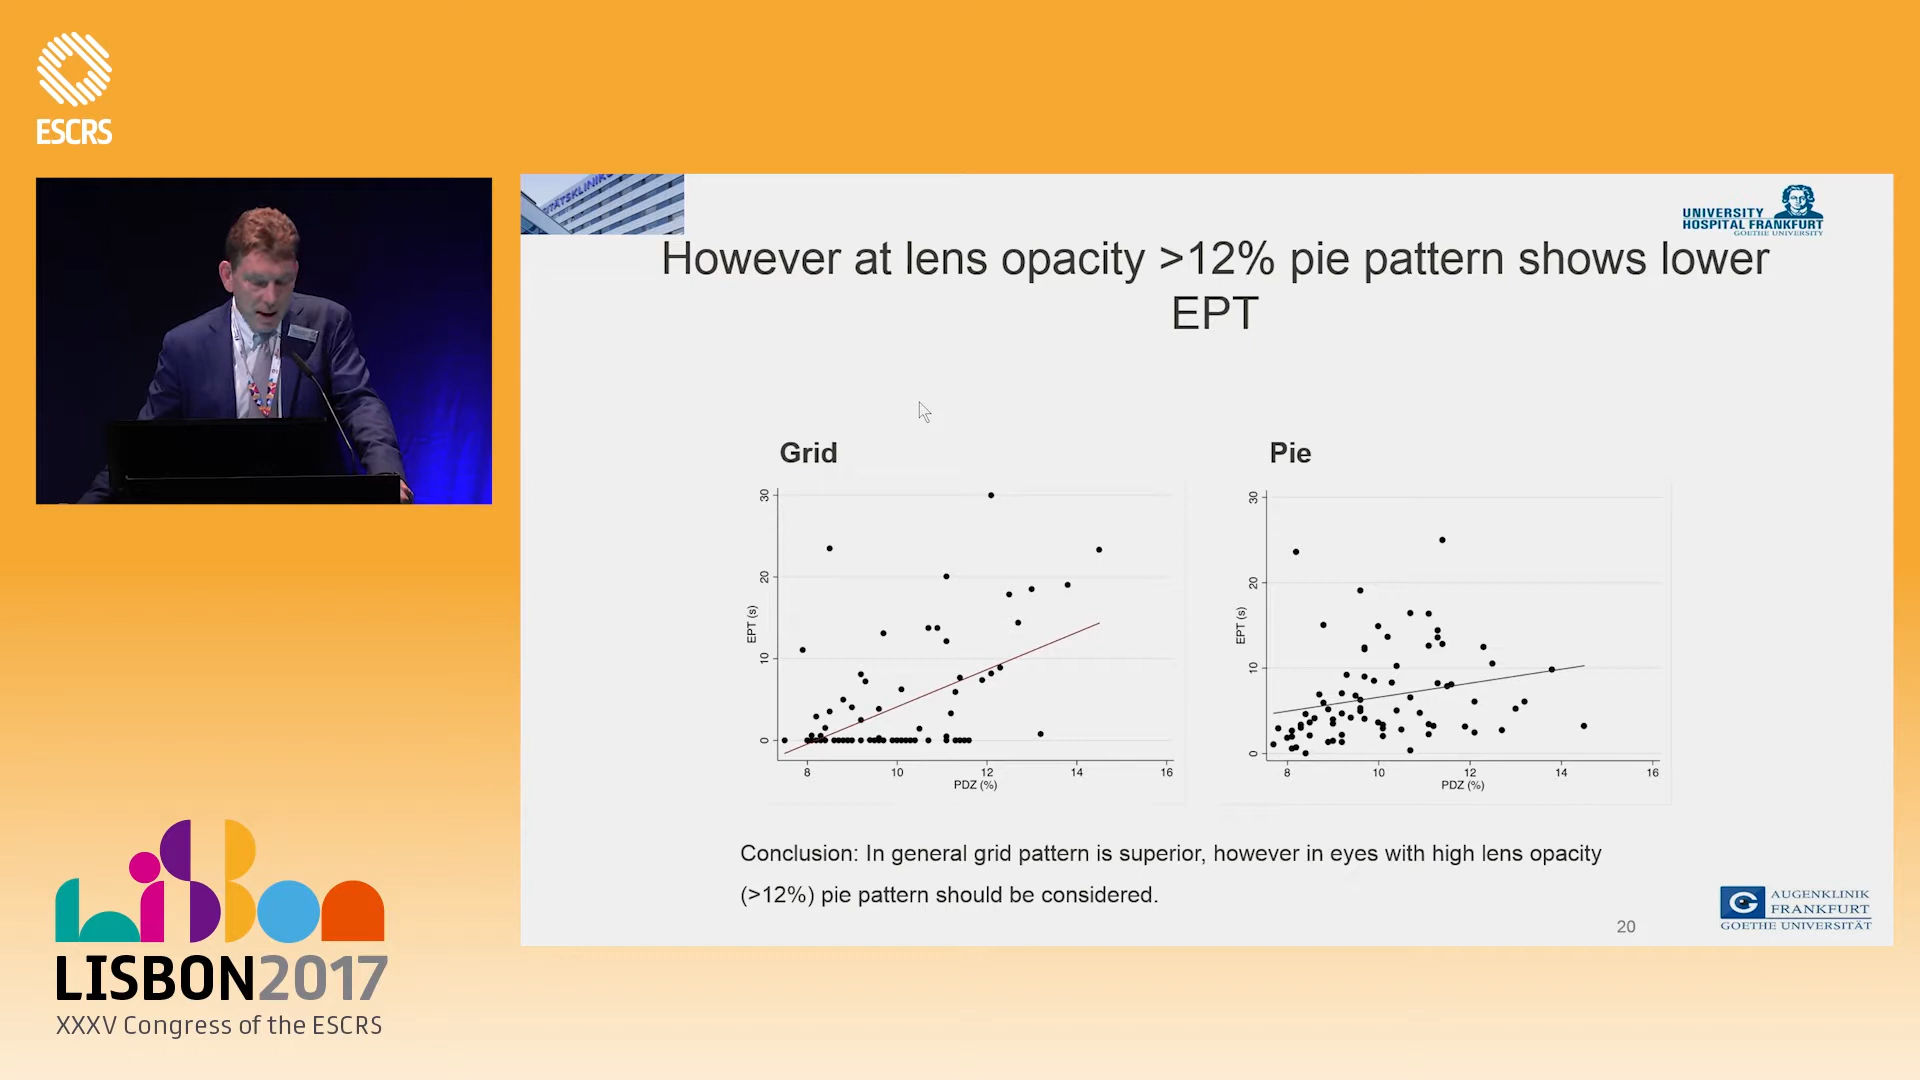 ESCRS
TÄTSKLINIK
UNIVERSITY
HOSPITAL FRANKFURT
GOETHE UNIVERSITY
However at lens opacity >12% pie pattern shows lower
EPT
Grid
30
20
10
0
EPT (s)
8 10 12 14 16
PDZ (%)
Pie
30
20
10
0
EPT (s)
8 10 12 14 16
PDZ (%)
Conclusion: In general grid pattern is superior, however in eyes with high lens opacity
(>12%) pie pattern should be considered.
20
AUGENKLINIK
FRANKFURT
GOETHE UNIVERSITÄT
Lisbon
LISBON2017
XXXV Congress of the ESCRS